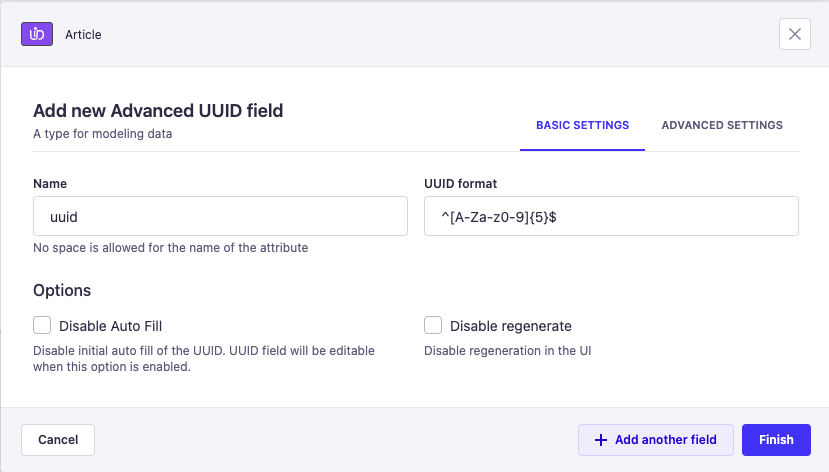 UID Article
Add new Advanced UUID field
A type for modeling data
BASIC SETTINGS ADVANCED SETTINGS
Name
uuid
No space is allowed for the name of the attribute
UUID format
^[A-Za-z0-9]{5}$
Options
Disable Auto Fill
Disable initial auto fill of the UUID. UUID field will be editable
when this option is enabled.
Disable regenerate
Disable regeneration in the UI
Cancel + Add another field Finish